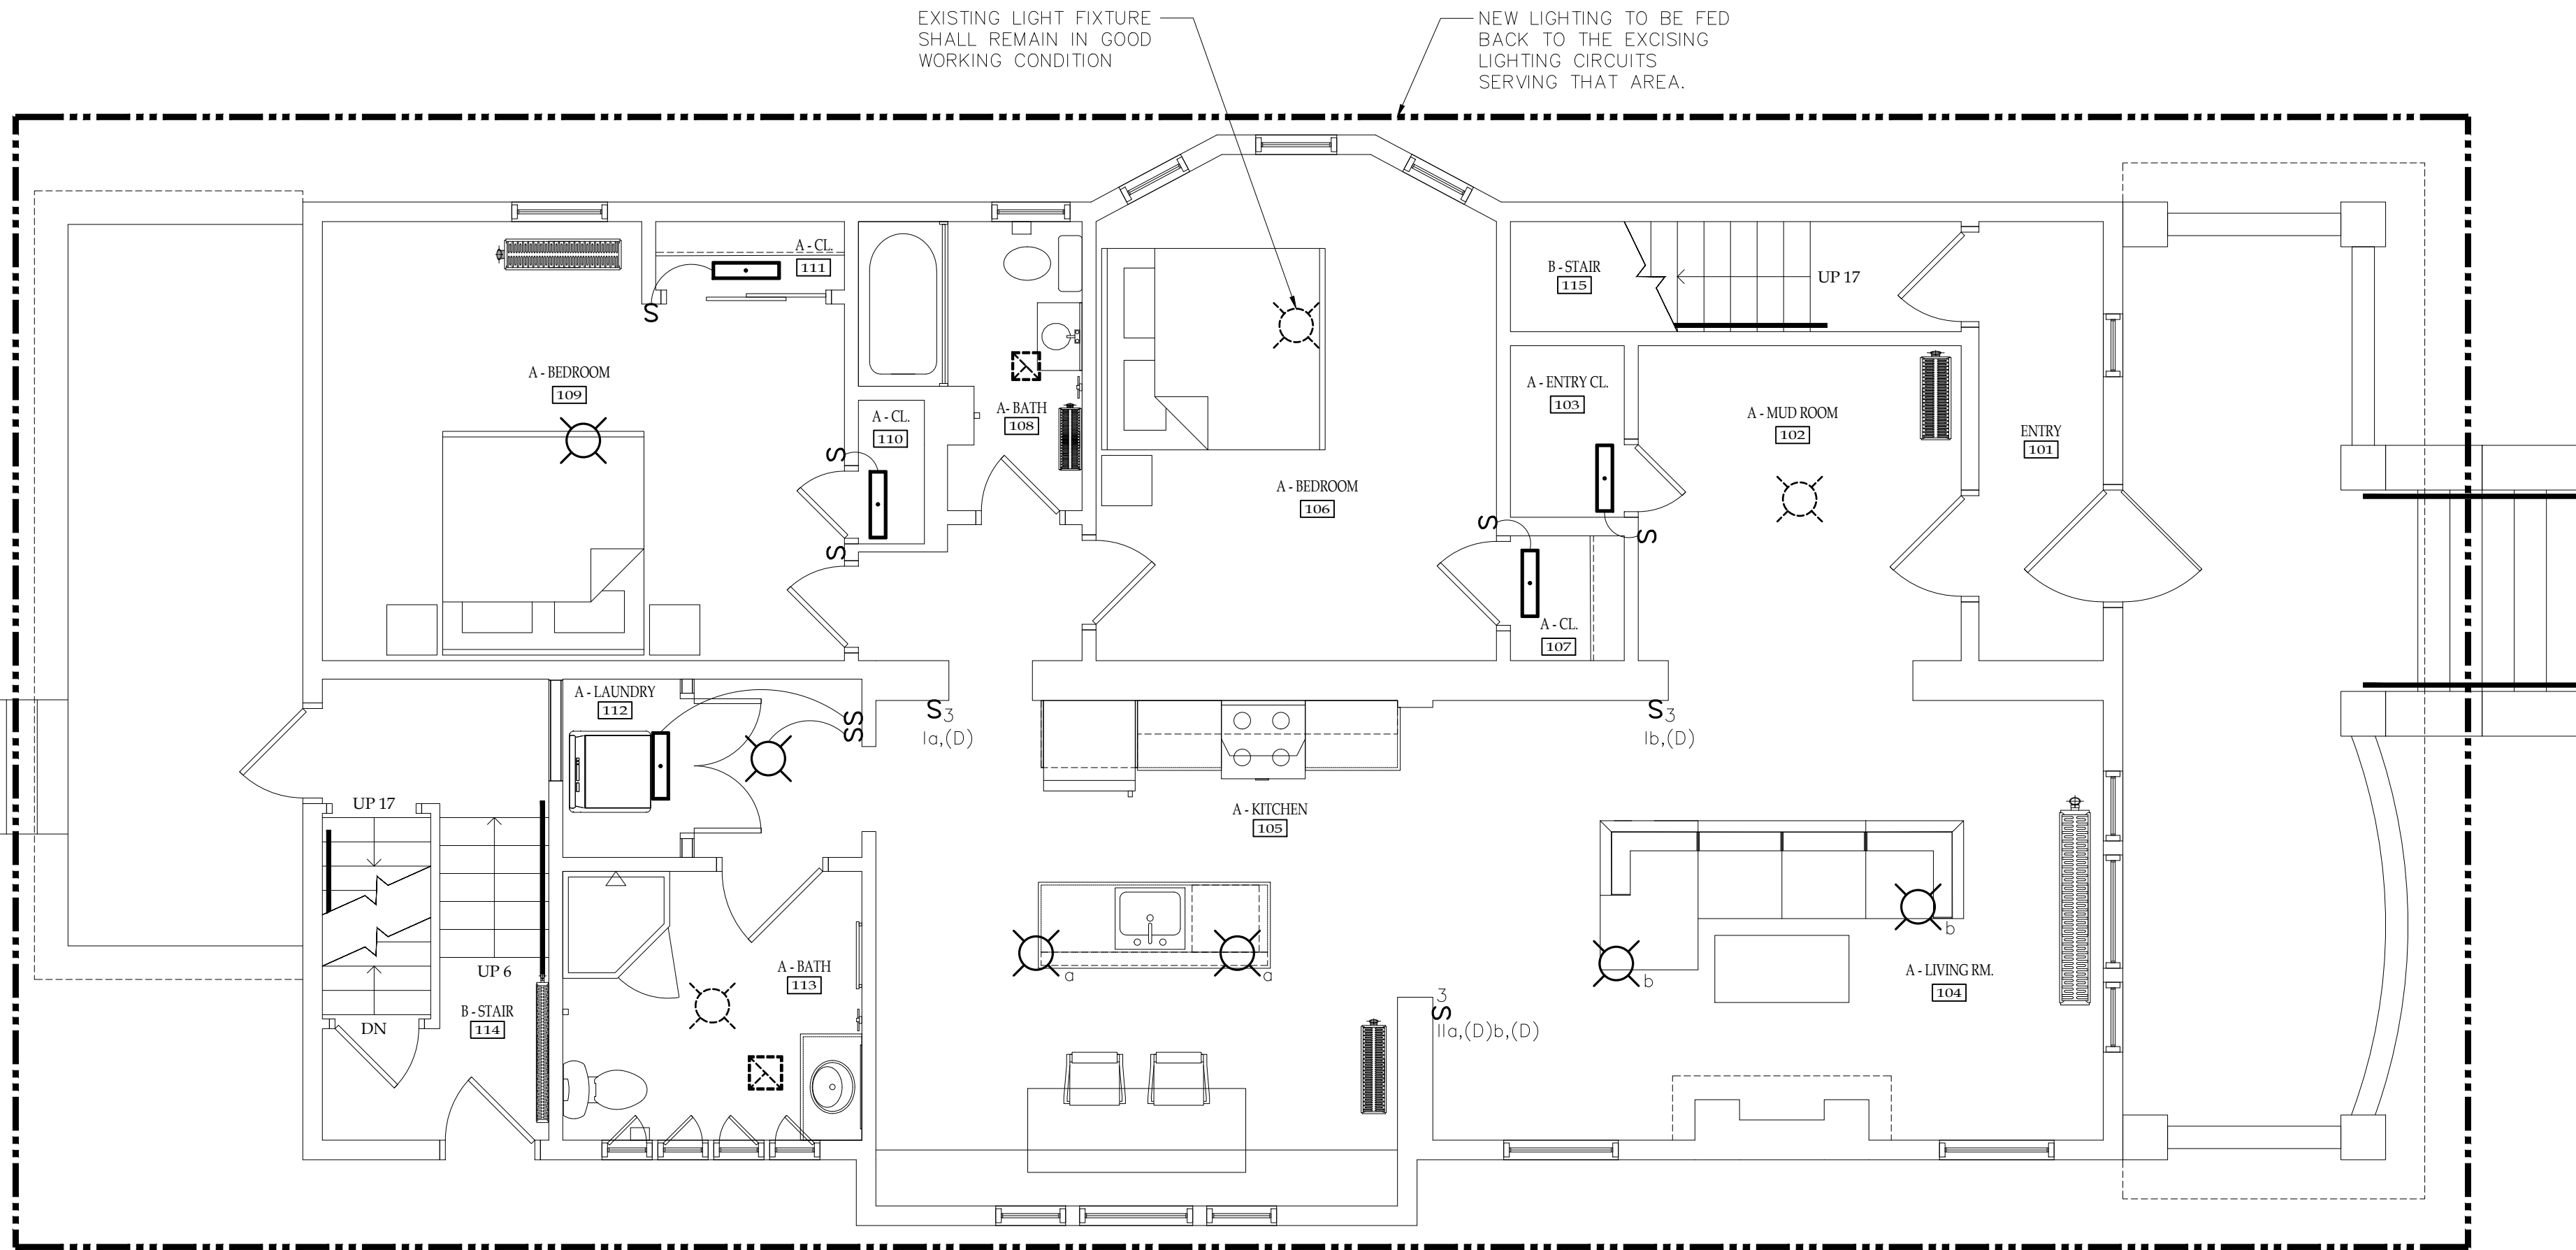 EXISTING LIGHT FIXTURE
SHALL REMAIN IN GOOD
WORKING CONDITION
NEW LIGHTING TO BE FED
BACK TO THE EXCISING
LIGHTING CIRCUITS
SERVING THAT AREA.
A - CL.
111
B - STAIR
115
UP 17
S
A - BEDROOM
109
A - CL.
110
A- BATH
108
A - ENTRY CL.
103
A - MUD ROOM
102
ENTRY
101
S
A - BEDROOM
106
S
S
S
A - CL.
107
A - LAUNDRY
112
S
S
S3
1a,(D)
S3
1b,(D)
UP 17
A - KITCHEN
105
b
UP 6
A - BATH
113
a
a
b
A - LIVING RM.
104
B - STAIR
114
DN
3
S
11a,(D)b,(D)